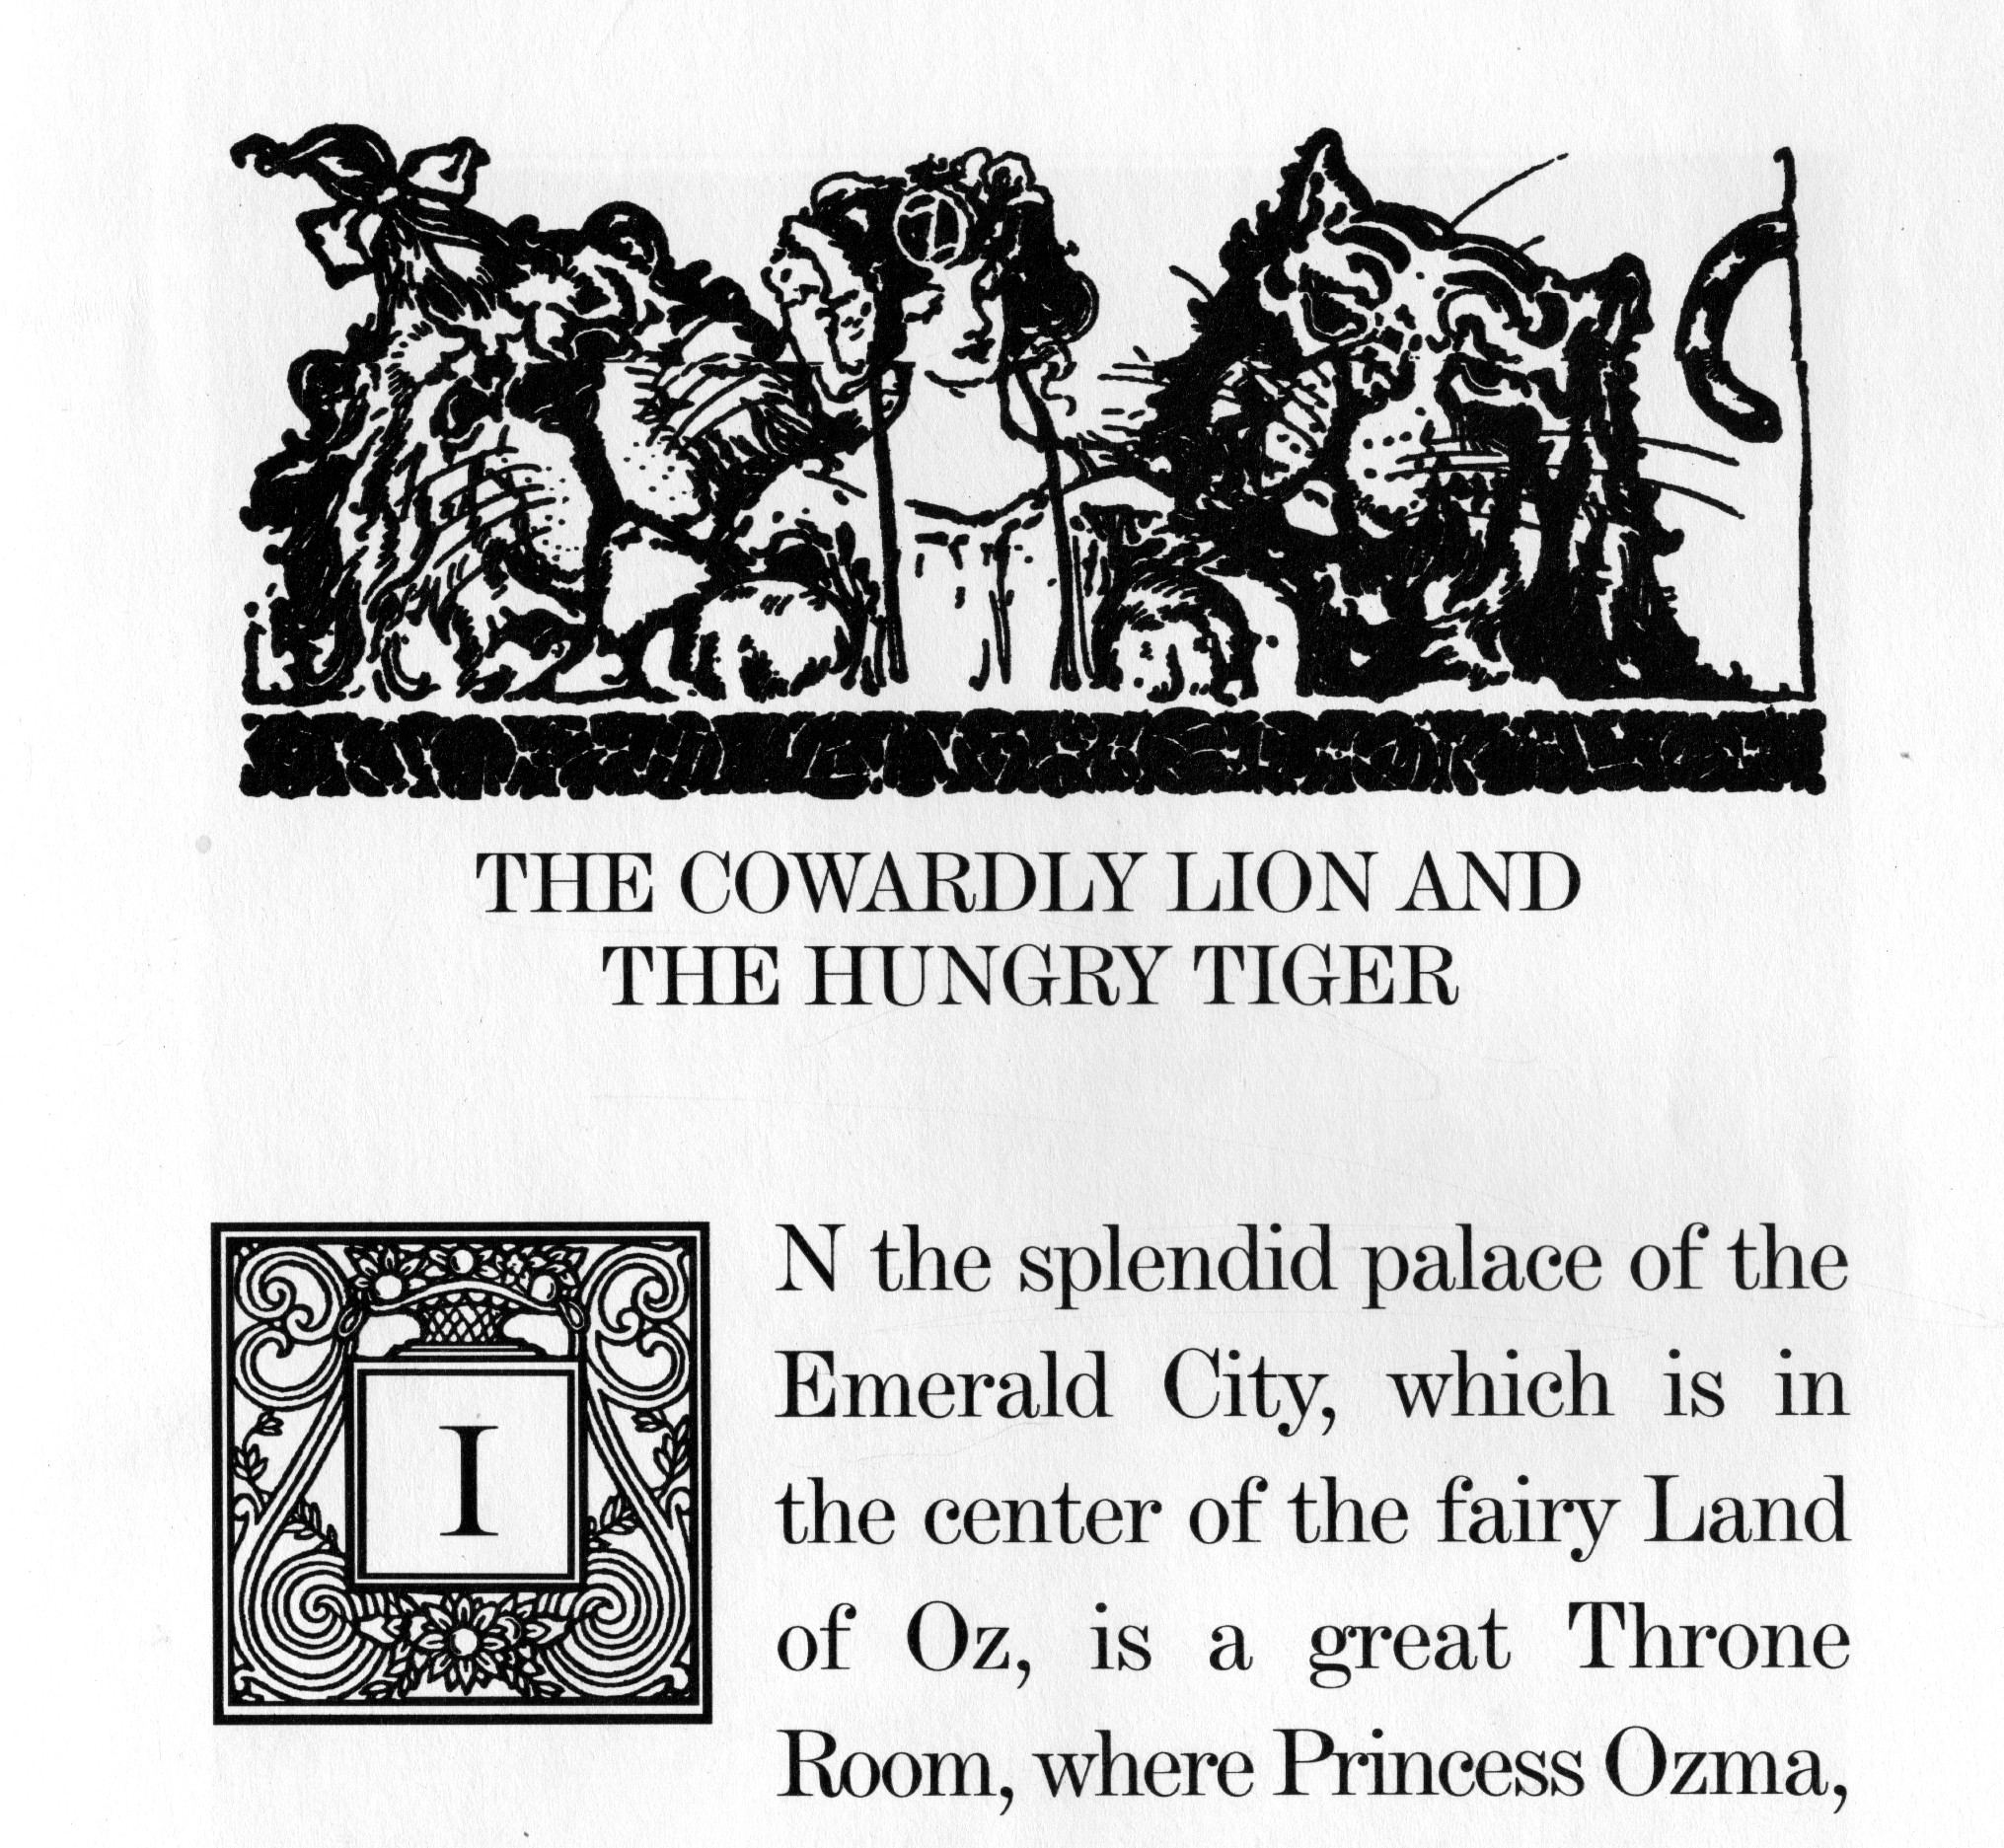 THE COWARDLY LION AND
THE HUNGRY TIGER
IN the splendid palace of the
Emerald City, which is in
the center of the fairy Land
of Oz, is a great Throne
Room, where Princess Ozma,